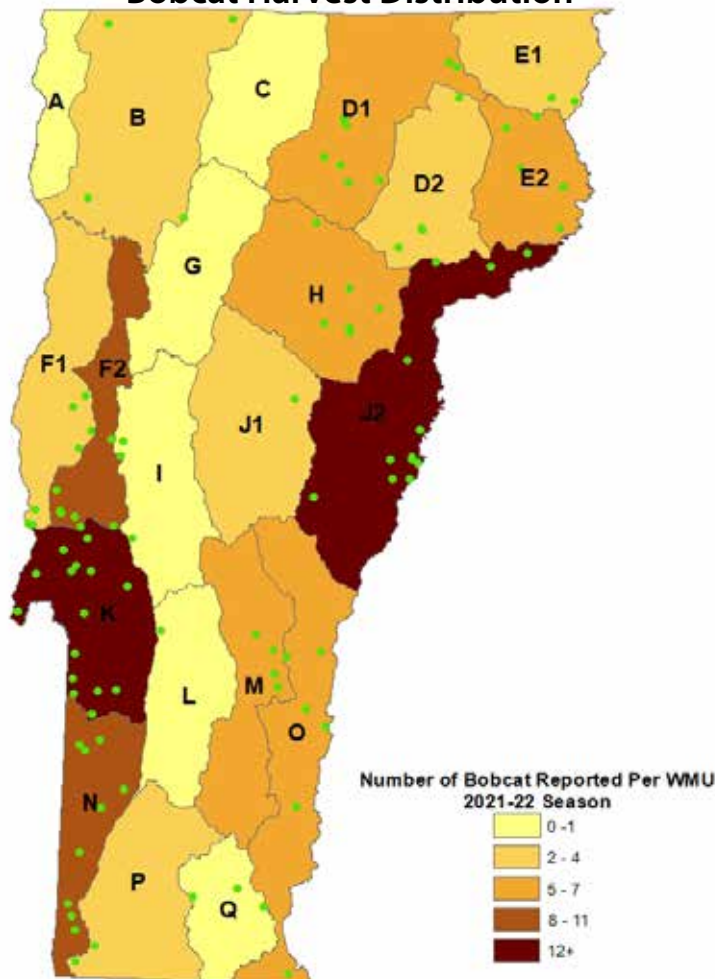 Bobcat Harvest Distribution
E1
A
C
B
D1
D2
E2
G
H
F1
F2
J2
J1
I
K
M
L
O
N
P
Q
Number of Bobcat Reported Per WMU
2021-22 Season
0 -1
2 - 4
5 - 7
8 - 11
12+